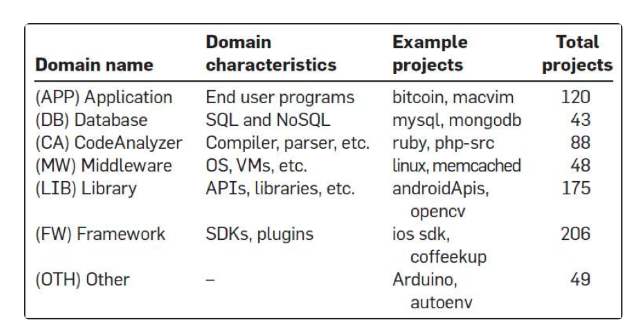 Domain Example Total
Domain name characteristics projects projects
(APP) Application End user programs bitcoin, macvim 120
(DB) Database SQL and NoSQL mysql, mongodb 43
(CA) CodeAnalyzer Compiler, parser, etc. ruby, php-src 88
(MW) Middleware OS, VMs, etc. linux, memcached 48
(LIB) Library APIs, libraries, etc. androidApis, 175
opencv
(FW) Framework SDKs, plugins ios sdk, 206
coffeekup
(OTH) Other – Arduino, 49
autoenv